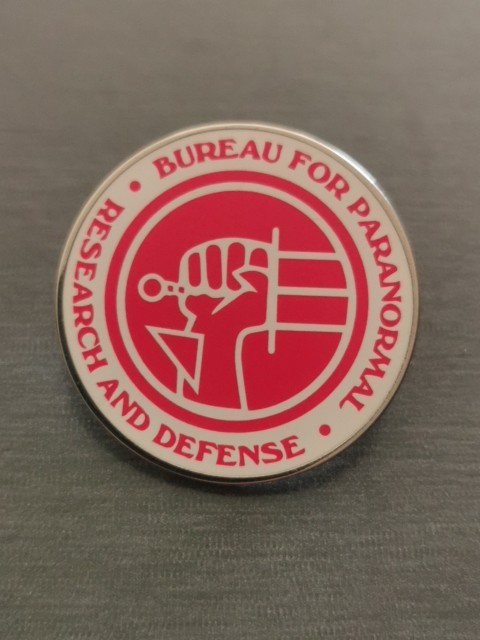 BUREAU FOR PARANORMAL
RESEARCH AND DEFENSE